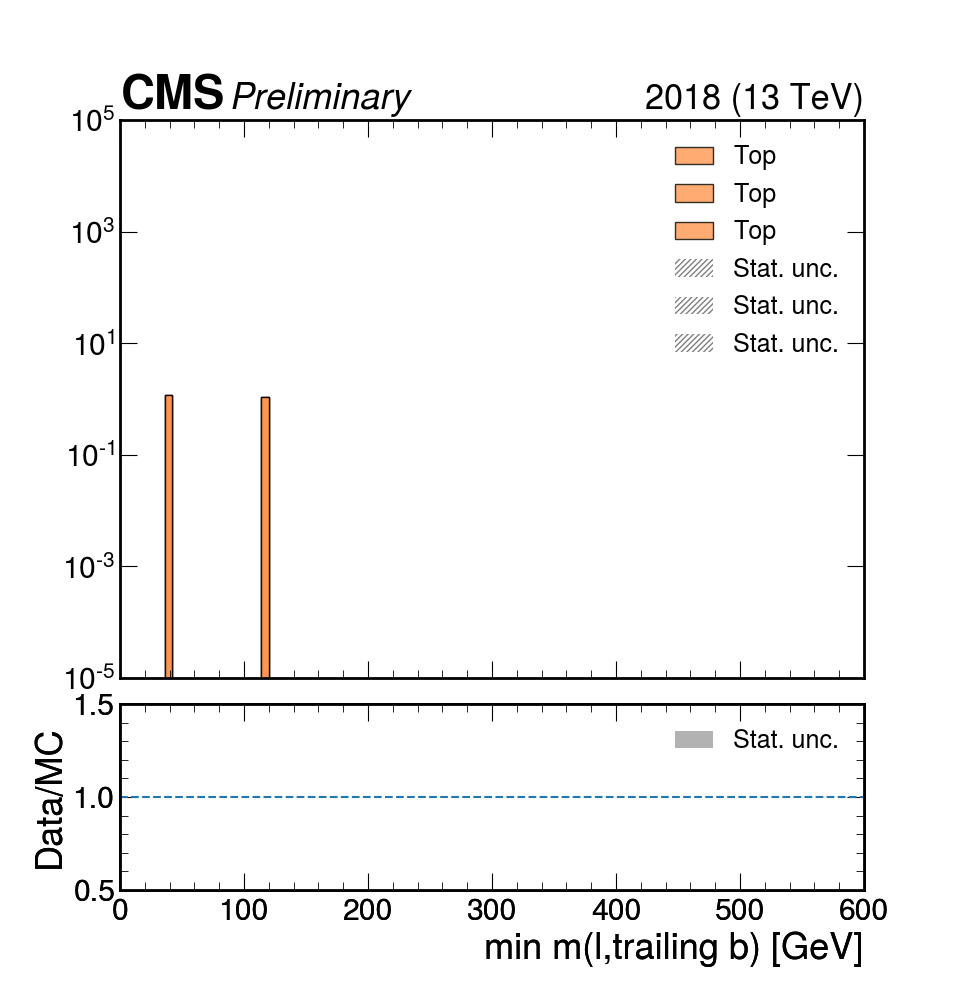 CMS Preliminary 2018 (13 TeV)
10^5
10^3
10^1
10^-1
10^-3
10^-5
Top
Top
Top
Stat. unc.
Stat. unc.
Stat. unc.
1.5
1.0
0.5
Data/MC
Stat. unc.
0 100 200 300 400 500 600
min m(l,trailing b) [GeV]